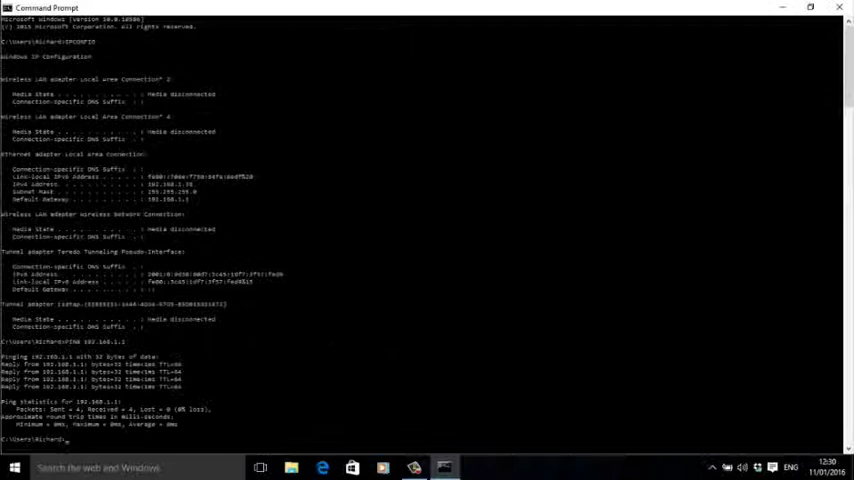 Command Prompt
Microsoft Windows [Version 10.0.10586]
(c) 2015 Microsoft Corporation. All rights reserved.
C:\Users\Richard>IPCONFIG
Windows IP Configuration
Wireless LAN adapter Local Area Connection* 2
Media State . . . . . . . . . . . : Media disconnected
Connection-specific DNS Suffix . :
Wireless LAN adapter Local Area Connection* 4
Media State . . . . . . . . . . . : Media disconnected
Connection-specific DNS Suffix . :
Ethernet adapter Local Area Connection:
Connection-specific DNS Suffix . :
Link-local IPv6 Address . . . . . :
IPv4 Address. . . . . . . . . . . :
Subnet Mask . . . . . . . . . . . : 255.255.255.0
Default Gateway . . . . . . . . . : 192.168.1.1
Wireless LAN adapter Wireless Network Connection:
Media State . . . . . . . . . . . : Media disconnected
Connection-specific DNS Suffix . :
Tunnel adapter Teredo Tunneling Pseudo-Interface:
Connection-specific DNS Suffix . :
IPv6 Address. . . . . . . . . . . :
Link-local IPv6 Address . . . . . :
Default Gateway . . . . . . . . . : ::
Tunnel adapter
Media State . . . . . . . . . . . : Media disconnected
Connection-specific DNS Suffix . :
C:\Users\Richard>PING 192.168.1.1
Pinging 192.168.1.1 with 32 bytes of data:
Reply from 192.168.1.1: bytes=32 time<1ms TTL=64
Reply from 192.168.1.1: bytes=32 time<1ms TTL=64
Reply from 192.168.1.1: bytes=32 time<1ms TTL=64
Reply from 192.168.1.1: bytes=32 time<1ms TTL=64
Ping statistics for 192.168.1.1:
Packets: Sent = 4, Received = 4, Lost = 0 (0% loss),
Approximate round trip times in milli-seconds:
Minimum = 0ms, Maximum = 0ms, Average = 0ms
C:\Users\Richard>_
Search the web and Windows
ENG
12:30
11/01/2016